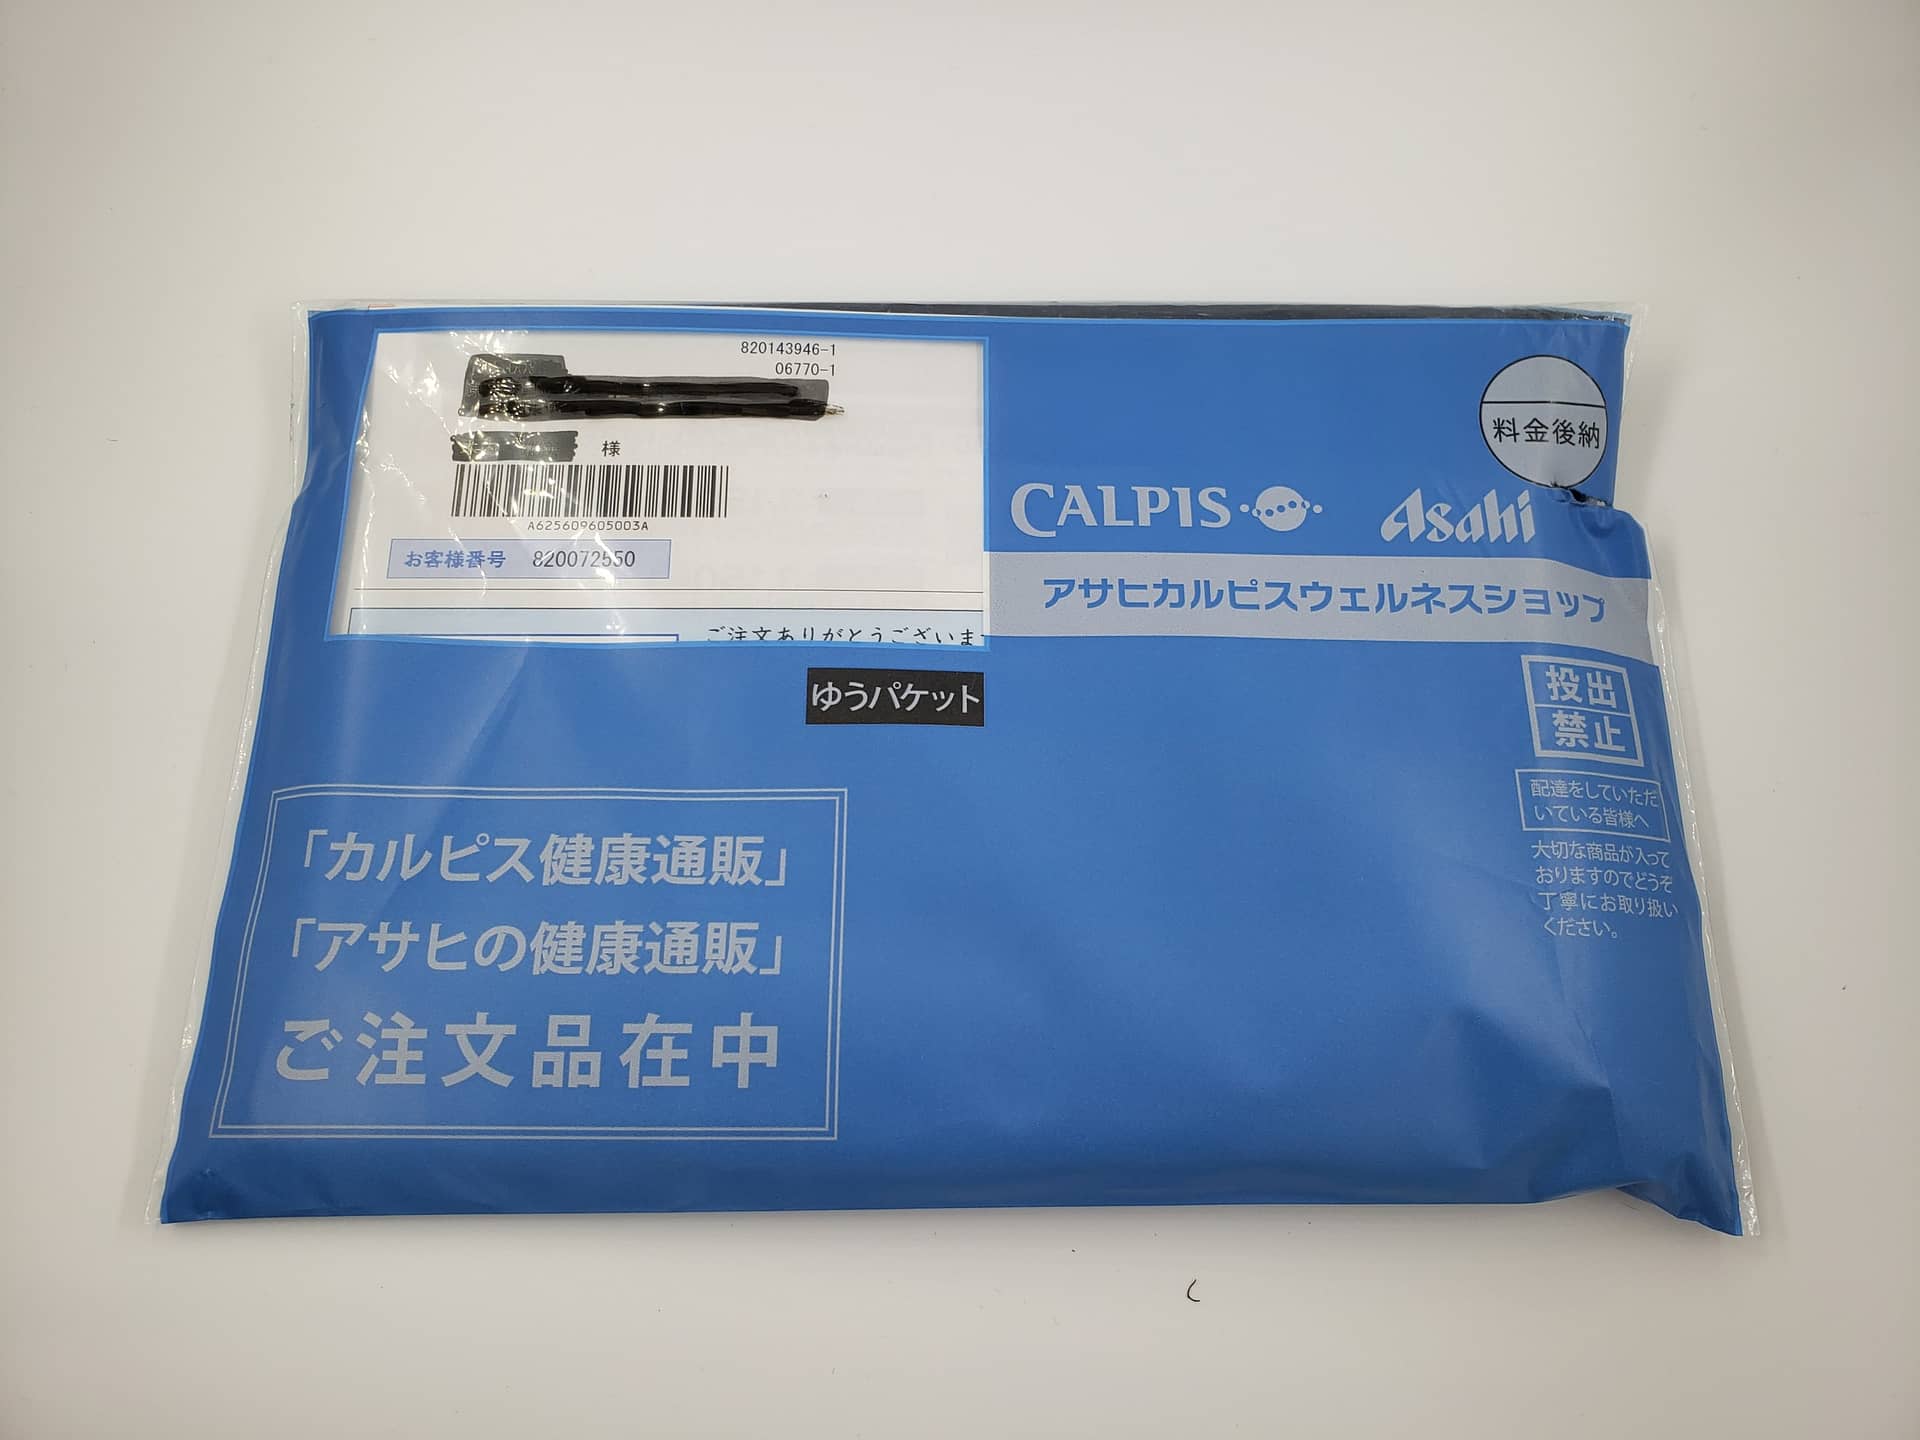 820143946-1
06770-1
様
A625609605003A
お客様番号 820072550
ご注文ありがとうございま
ゆうパケット
料金後納
CALPIS Asahi
アサヒカルピスウェルネスショップ
投出
禁止
配達をしていただ
いている皆様へ
大切な商品が入って
おりますのでどうぞ
丁寧にお取り扱い
ください。
「カルピス健康通販」
「アサヒの健康通販」
ご注文品在中